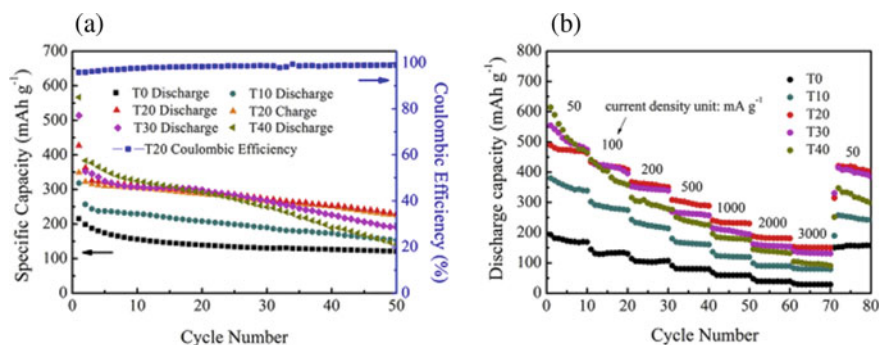 (a)
700
600
500
400
300
200
100
0
Specific Capacity (mAh g⁻¹)
T0 Discharge
T10 Discharge
T20 Discharge
T20 Charge
T30 Discharge
T40 Discharge
T20 Coulombic Efficiency
100
80
60
40
20
0
Coulombic Efficiency (%)
0 10 20 30 40 50
Cycle Number
(b)
800
700
600
500
400
300
200
100
0
Discharge capacity (mAh g⁻¹)
50
current density unit: mA g⁻¹
100
200
500
1000
2000
3000
50
T0
T10
T20
T30
T40
0 10 20 30 40 50 60 70 80
Cycle Number